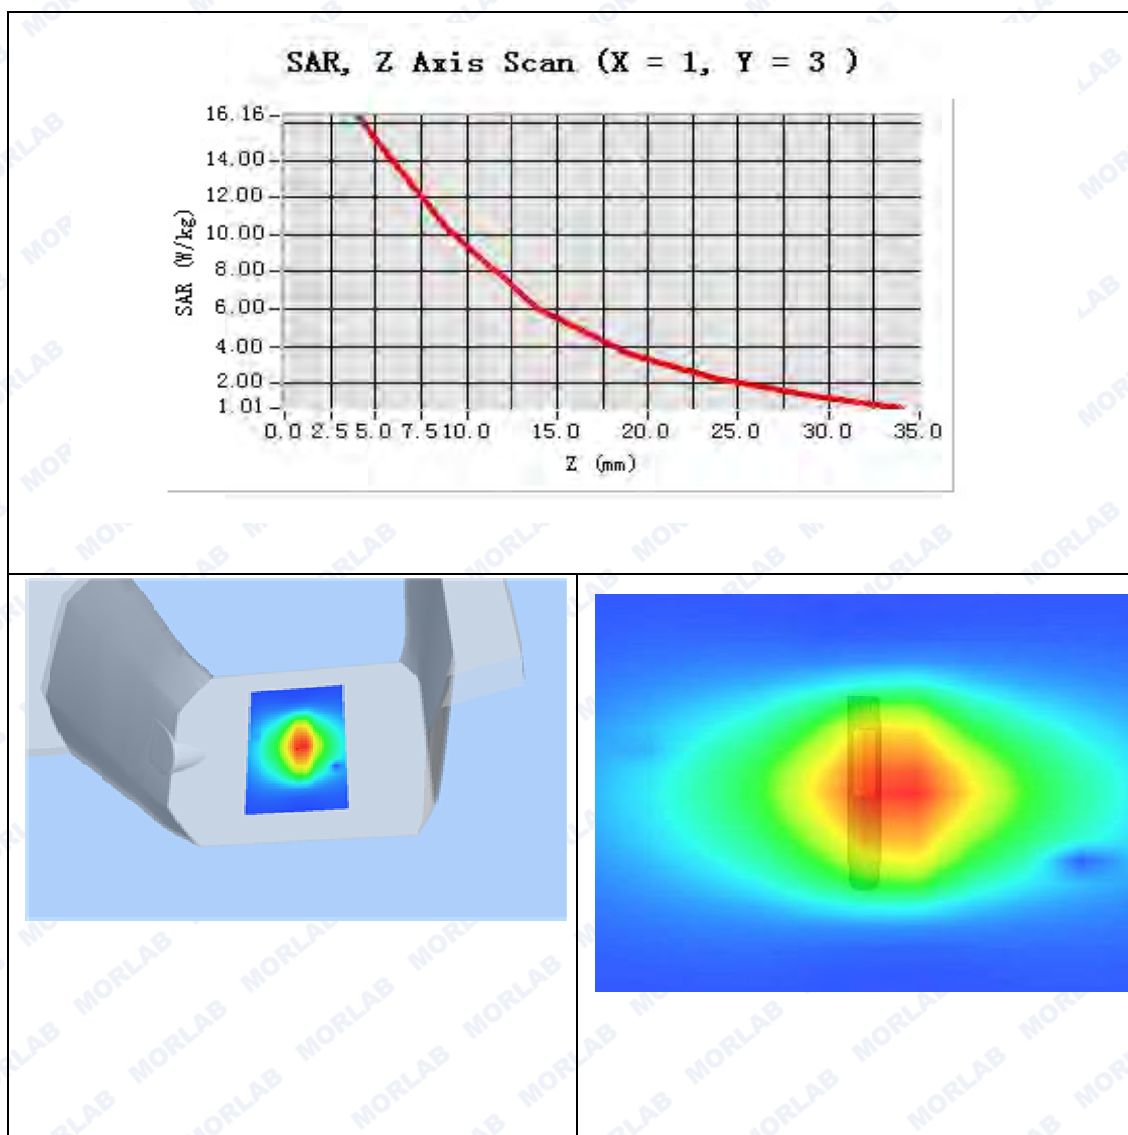 SAR, Z Axis Scan (X = 1, Y = 3 )
16.16
14.00
12.00
10.00
8.00
6.00
4.00
2.00
1.01
SAR (W/kg)
0.0 2.5 5.0 7.5 10.0 15.0 20.0 25.0 30.0 35.0
Z (mm)
MORLAB